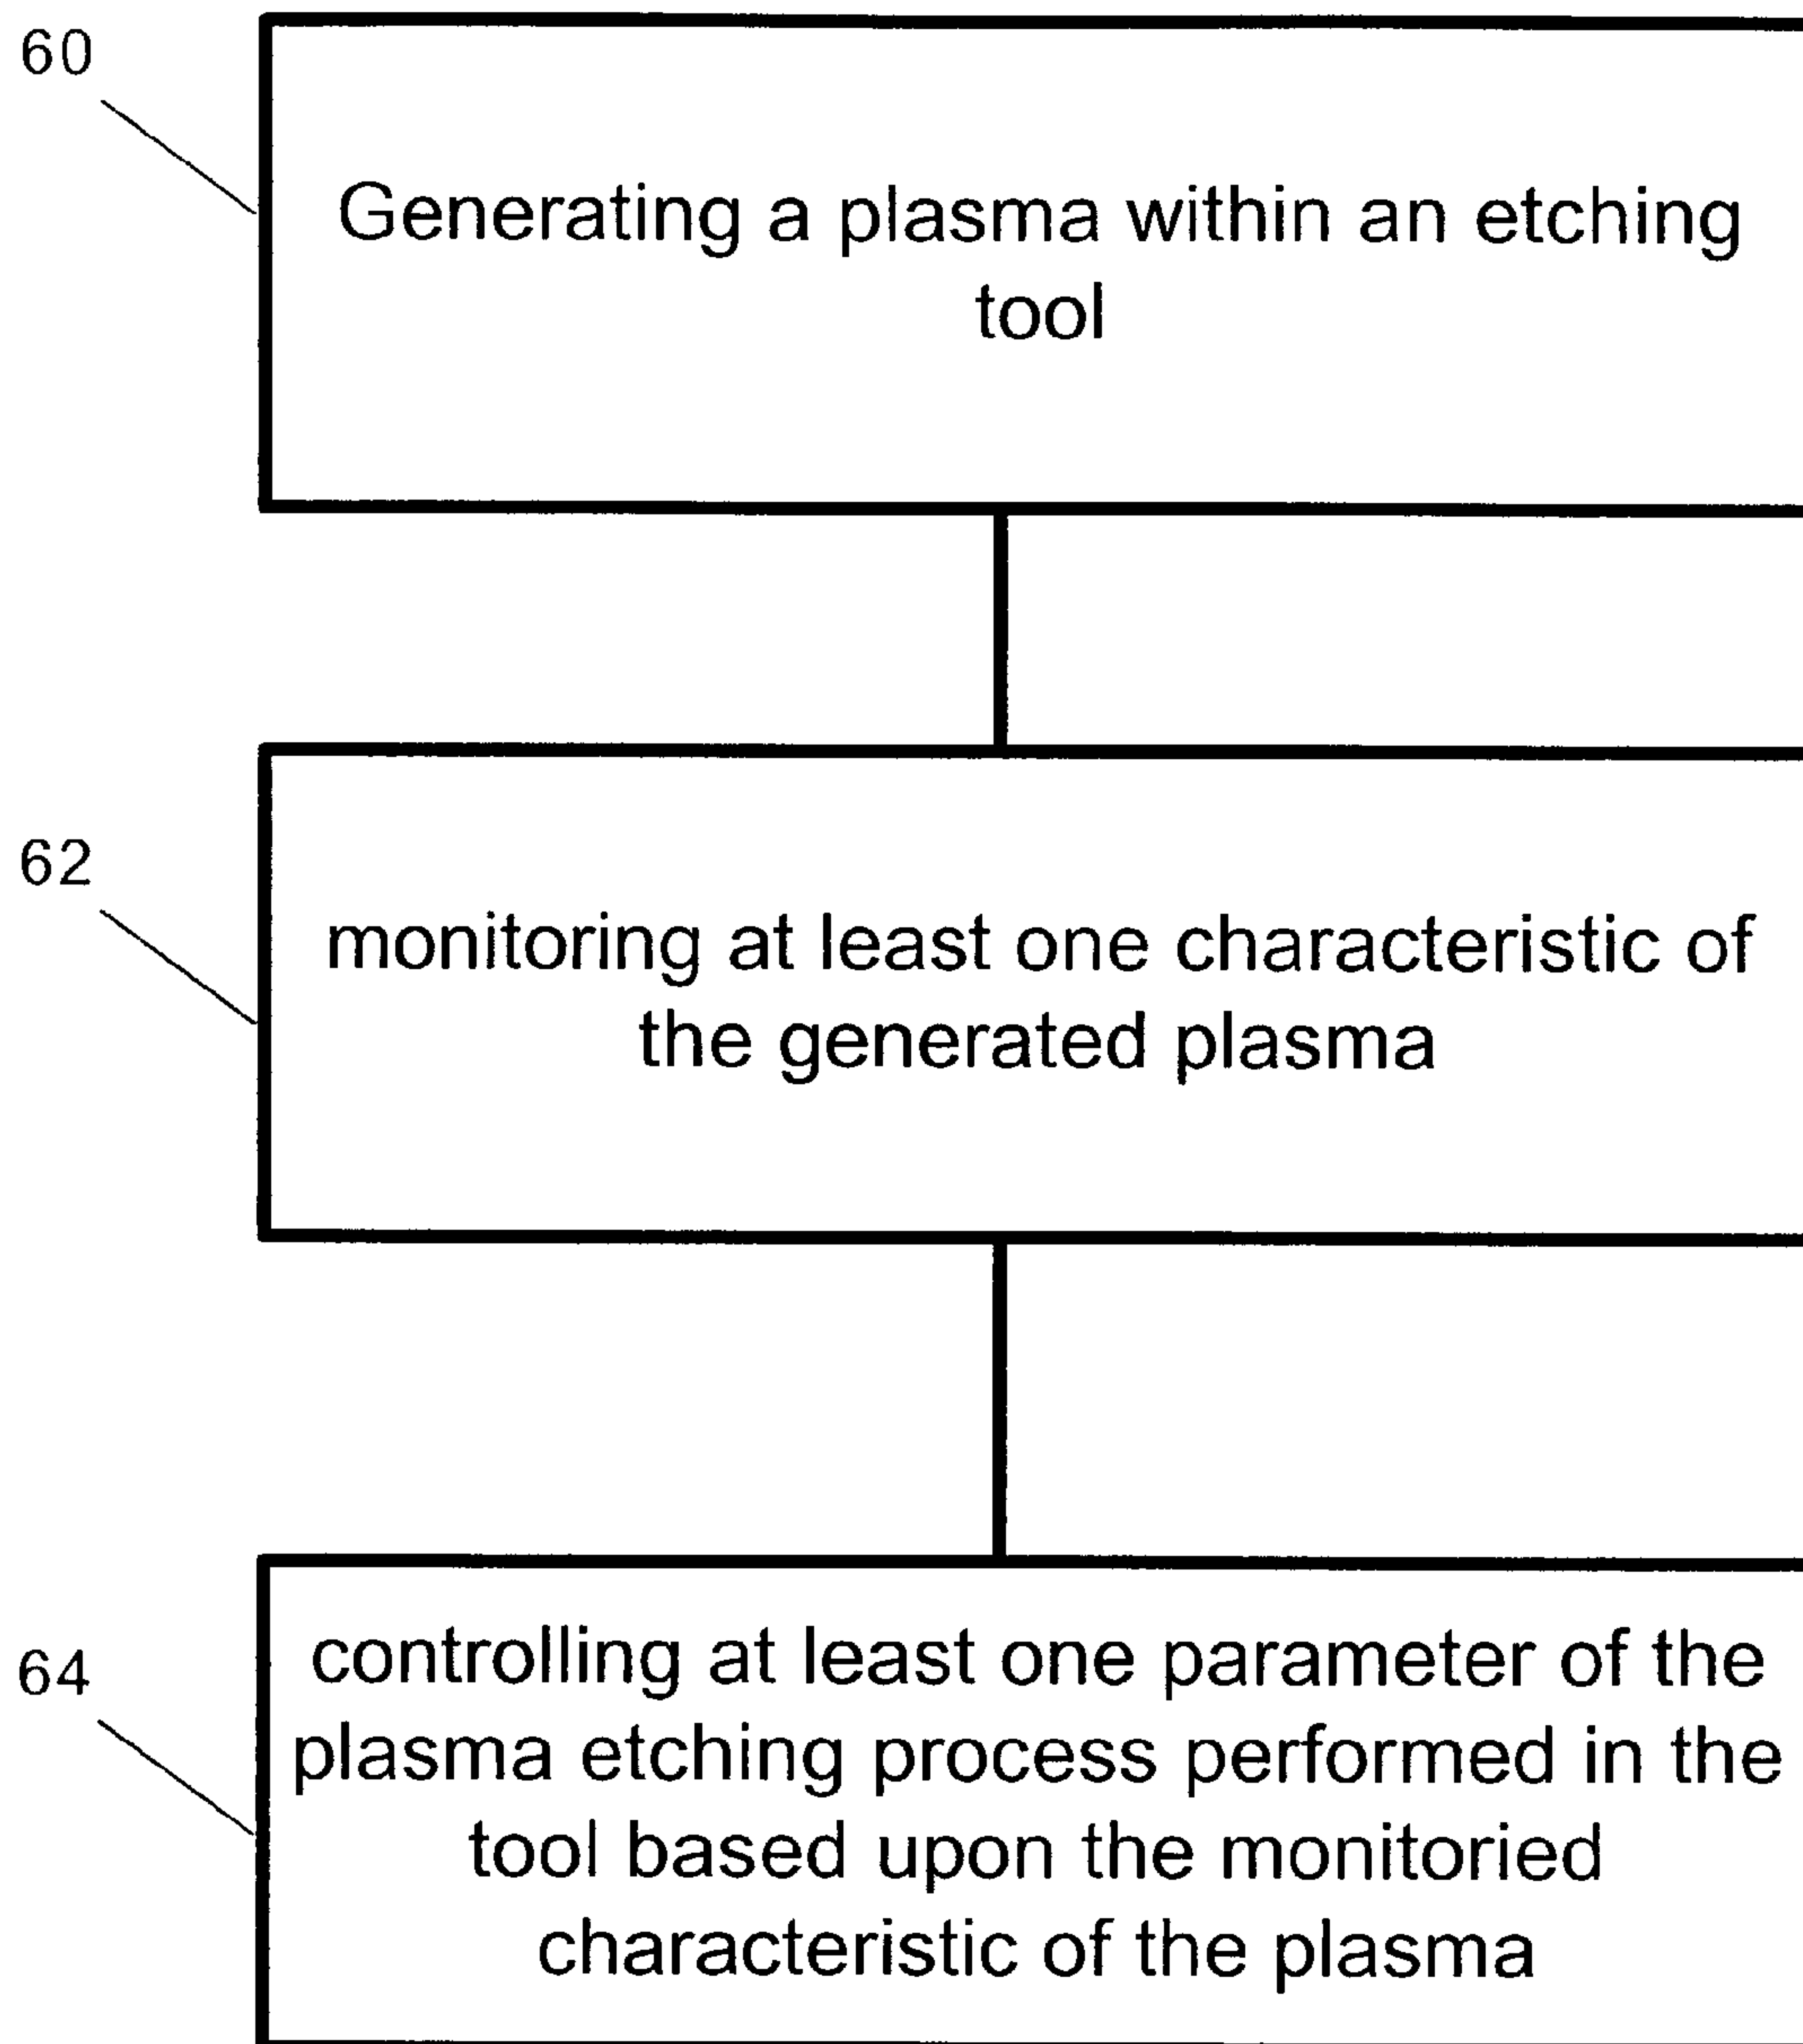 60
Generating a plasma within an etching
tool
62
monitoring at least one characteristic of
the generated plasma
64
controlling at least one parameter of the
plasma etching process performed in the
tool based upon the monitoried
characteristic of the plasma